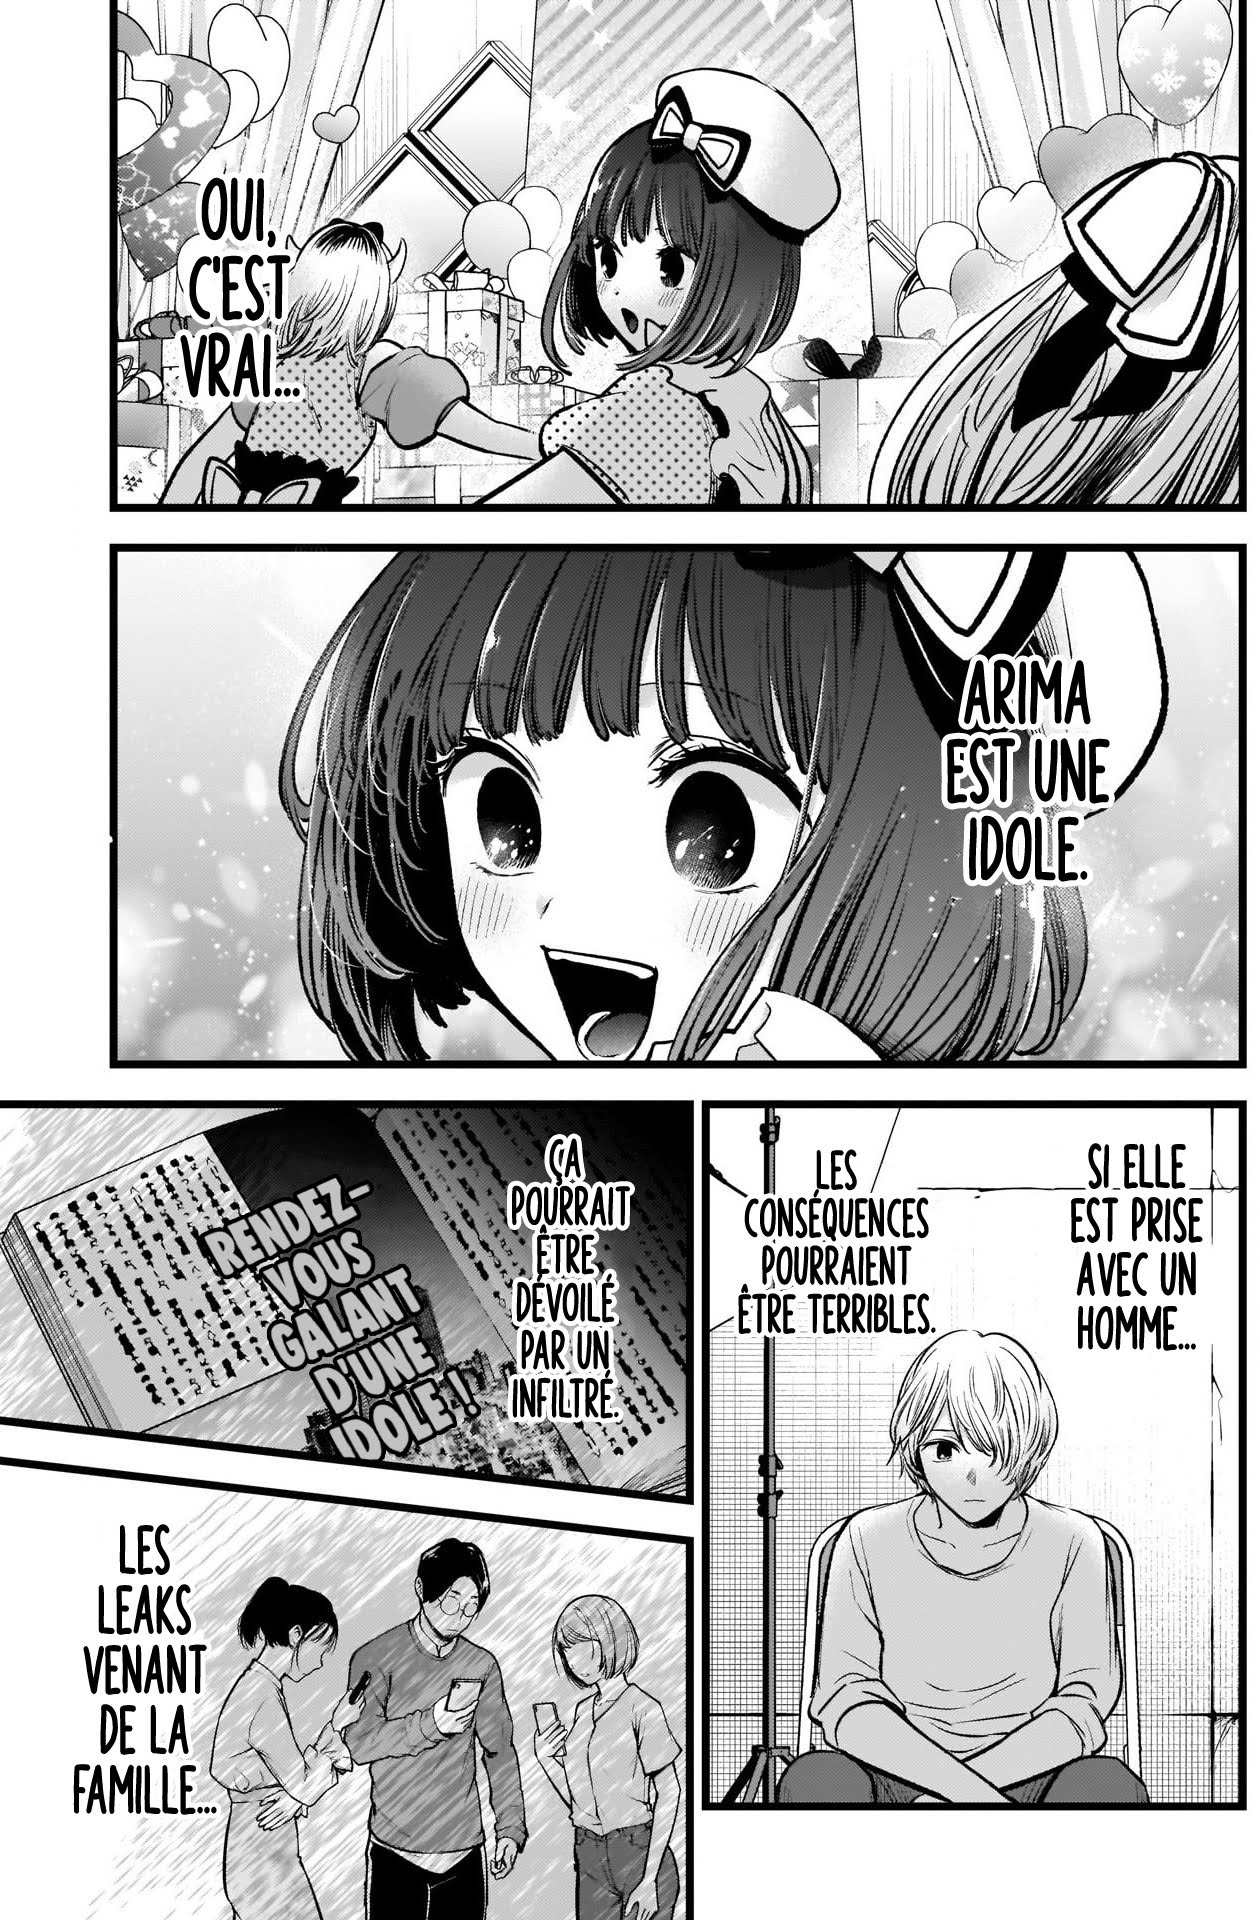 OUI,
C'EST
VRAI...
ARIMA
EST UNE
IDOLE.
SI ELLE
EST PRISE
AVEC UN
HOMME...
LES
CONSÉQUENCES
POURRAIENT
ÊTRE TERRIBLES.
ÇA
POURRAIT
ÊTRE
DÉVOILÉ
PAR UN
INFILTRÉ.
RENDEZ-
VOUS
GALANT
D'UNE
IDOLE !
LES
LEAKS
VENANT
DE LA
FAMILLE...